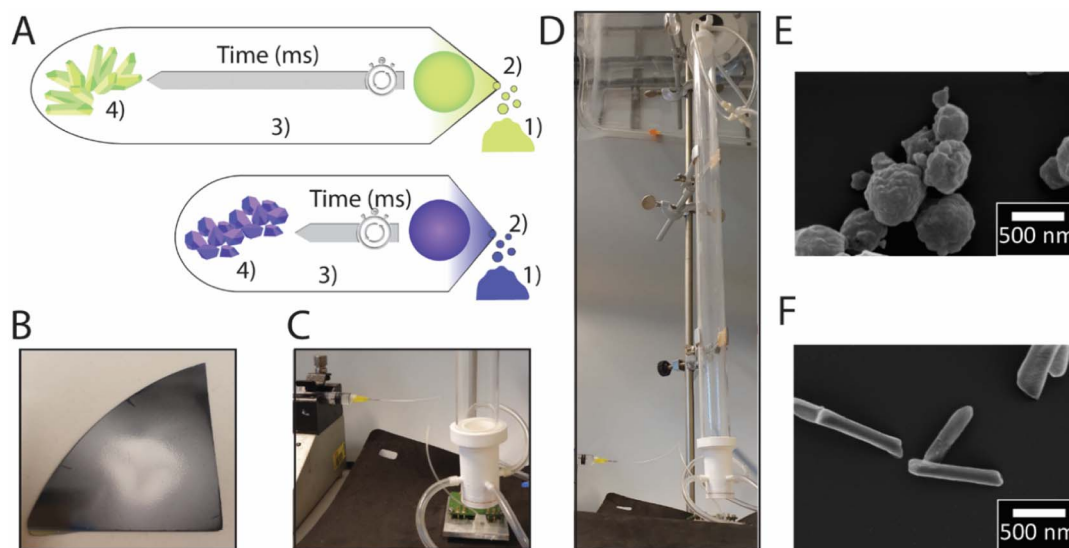 A
Time (ms)
2)
1)
4)
3)
Time (ms)
2)
1)
4)
3)
B
C
D
E
500 nm
F
500 nm